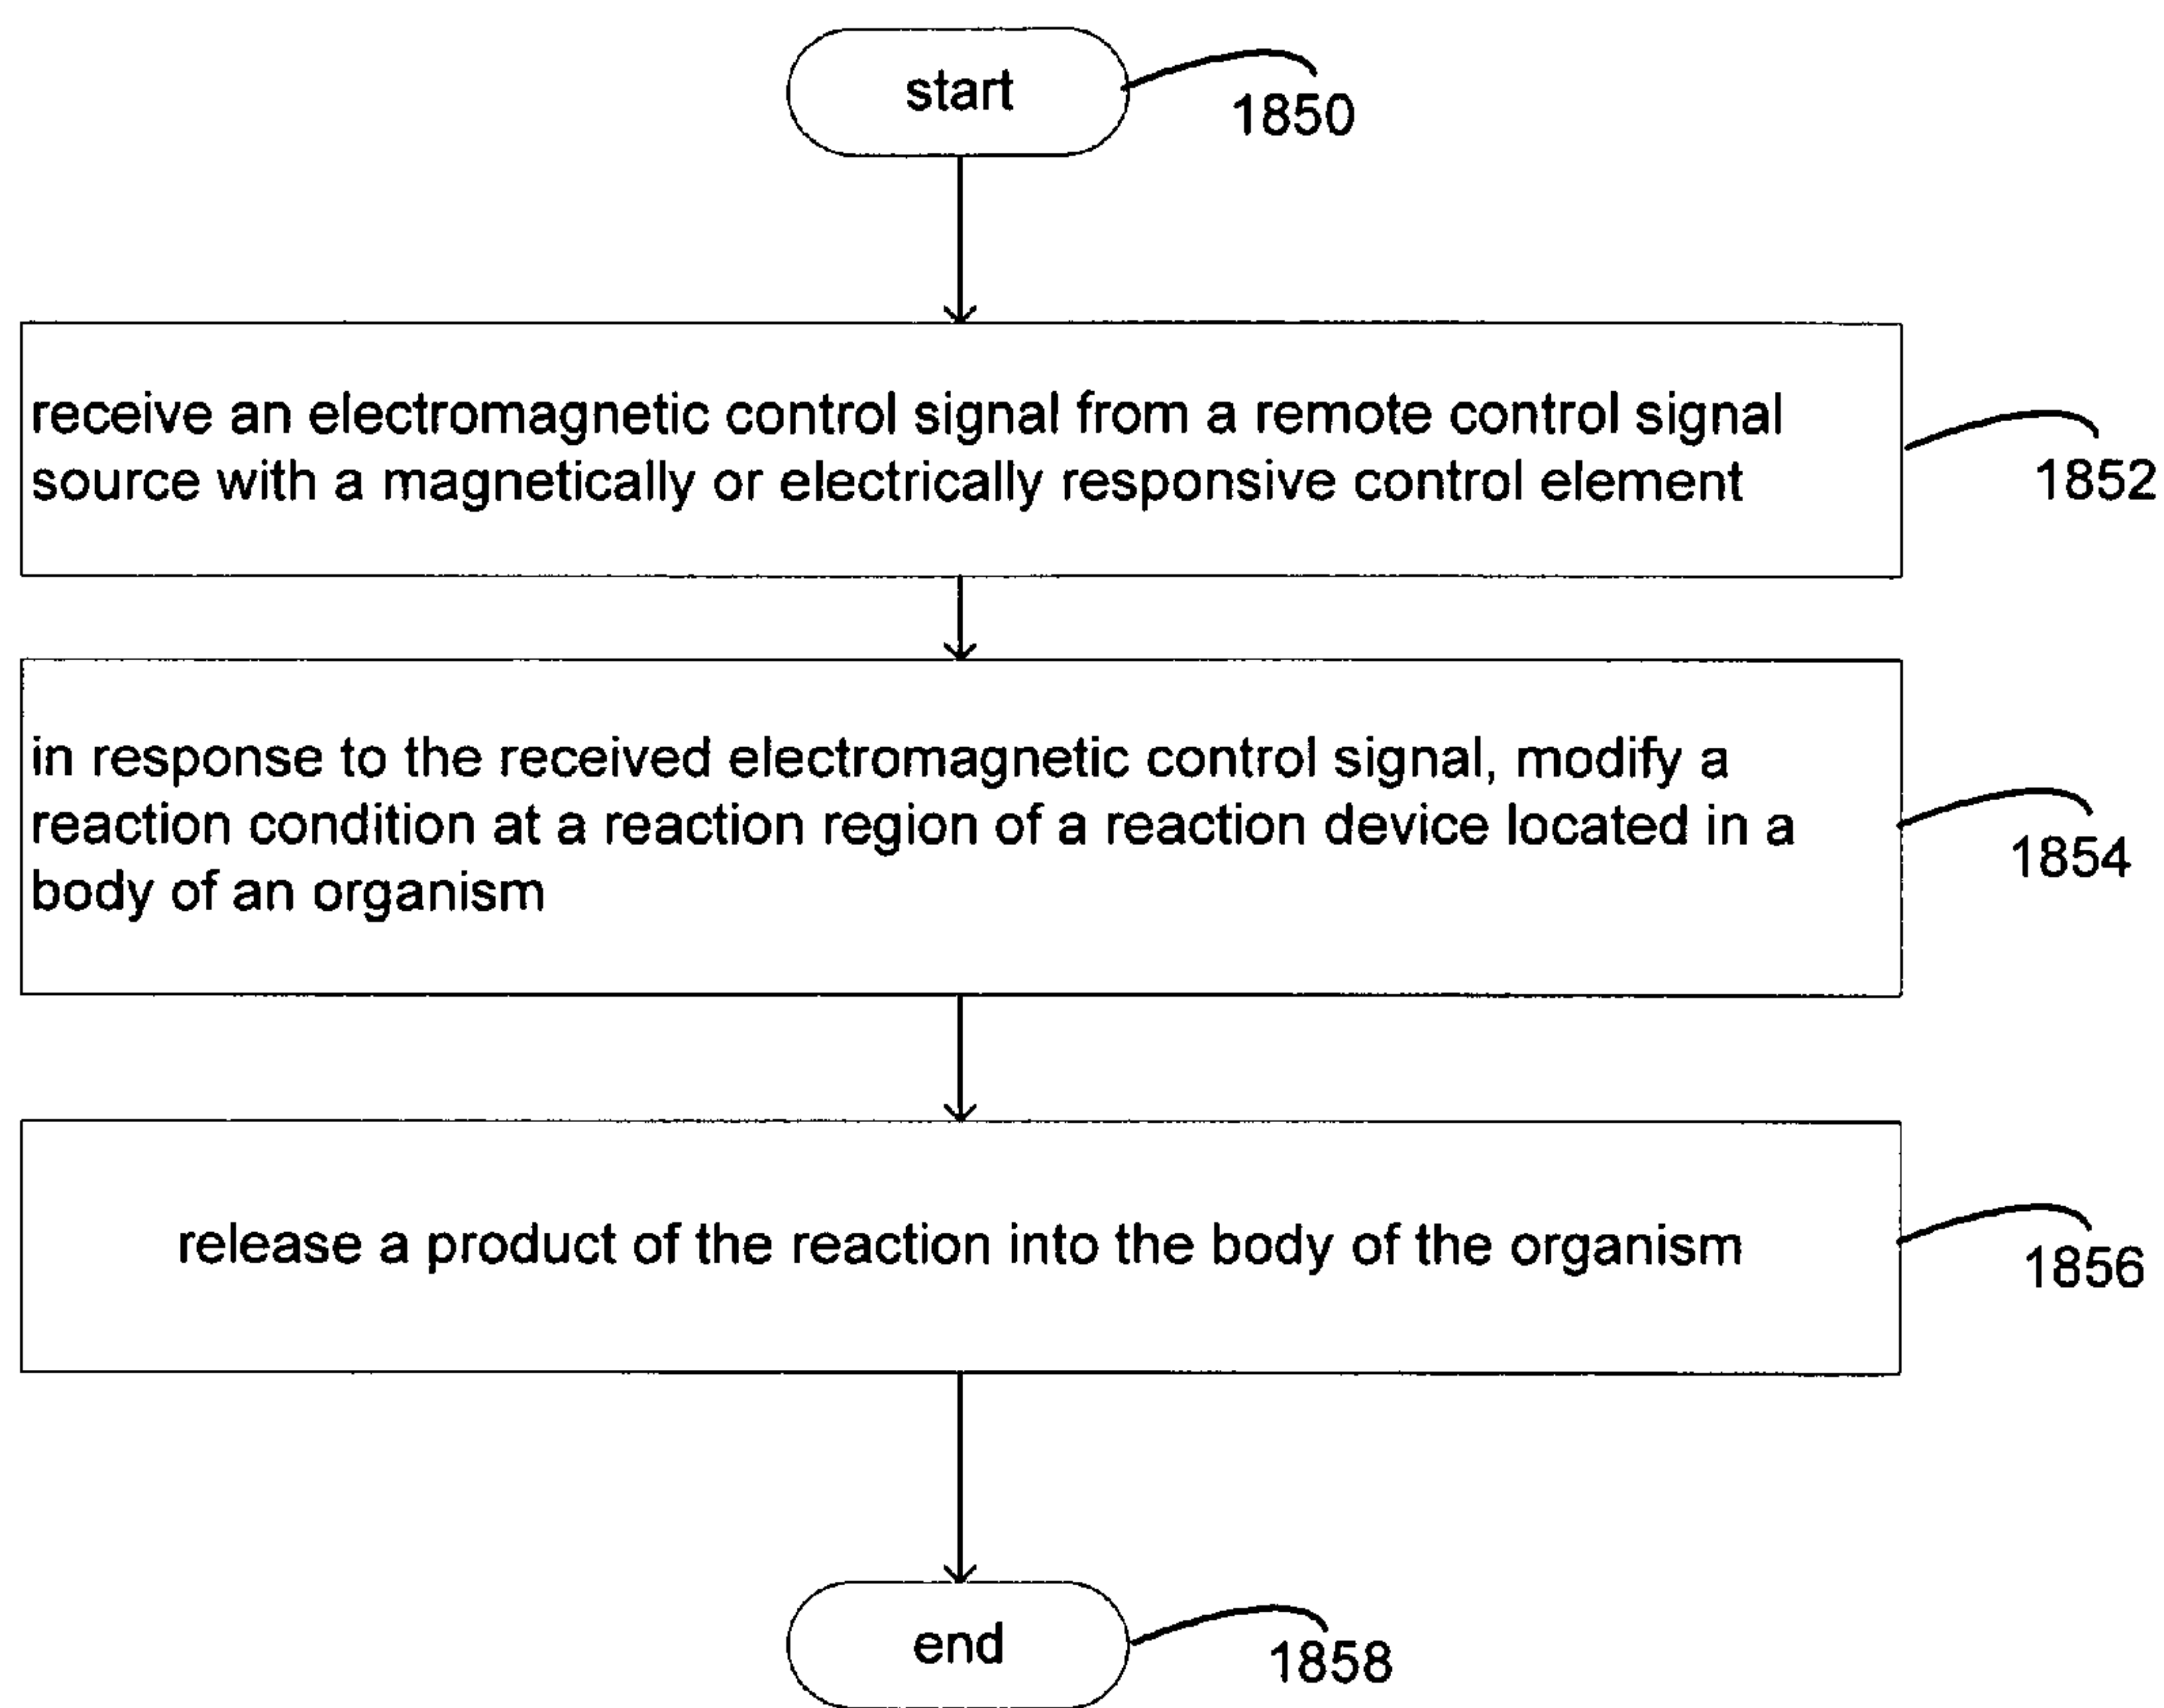 start
1850
receive an electromagnetic control signal from a remote control signal
source with a magnetically or electrically responsive control element
1852
in response to the received electromagnetic control signal, modify a
reaction condition at a reaction region of a reaction device located in a
body of an organism
1854
release a product of the reaction into the body of the organism
1856
end
1858